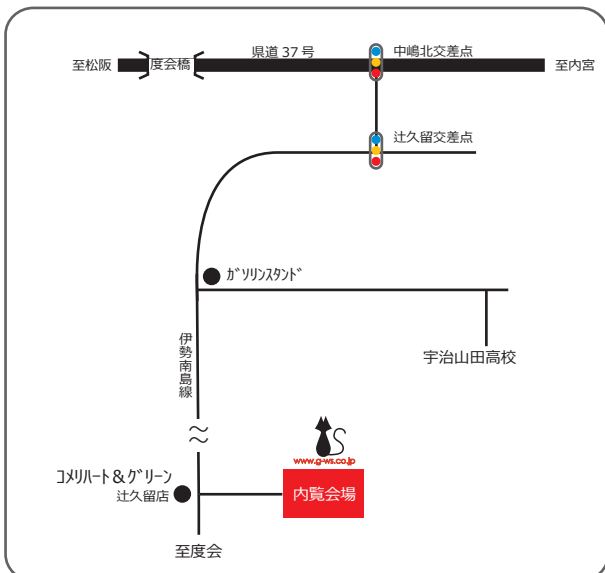 県道 37 号
中嶋北交差点
至松阪
度会橋
至内宮
辻久留交差点
ｶﾞｿﾘﾝｽﾀﾝﾄﾞ
伊勢南島線
宇治山田高校
www.g-ws.co.jp
ｺﾒﾘﾊｰﾄ＆ｸﾞﾘｰﾝ
辻久留店
内覧会場
至度会